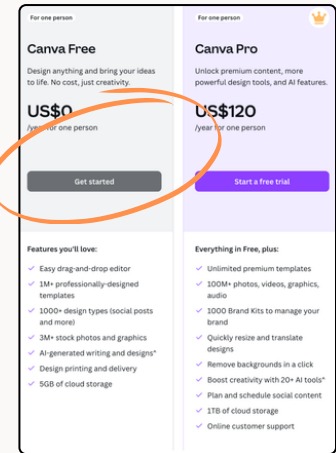 For one person
Canva Free
Design anything and bring your ideas
to life. No cost, just creativity.
US$0
/year for one person
Get started
Features you'll love:
Easy drag-and-drop editor
1M+ professionally-designed
templates
1000+ design types (social posts
and more)
3M+ stock photos and graphics
AI-generated writing and designs*
Design printing and delivery
5GB of cloud storage
For one person
Canva Pro
Unlock premium content, more
powerful design tools, and AI features.
US$120
/year for one person
Start a free trial
Everything in Free, plus:
Unlimited premium templates
100M+ photos, videos, graphics,
audio
1000 Brand Kits to manage your
brand
Quickly resize and translate
designs
Remove backgrounds in a click
Boost creativity with 20+ AI tools*
Plan and schedule social content
1TB of cloud storage
Online customer support